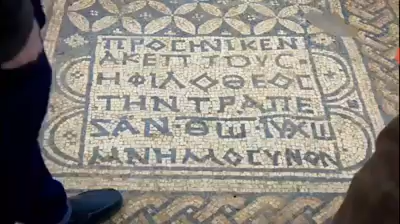 ΠΡΟΣΗΝΙΚΕΝ
ΑΚΕΠΤΟΥΣ
Η ΦΙΛΟΘΕΟΣ
ΤΗΝ ΤΡΑΠΕ
ΖΑΝ ΘΩ ΙΥ ΧΩ
ΜΝΗΜΟΣΥΝΟΝ